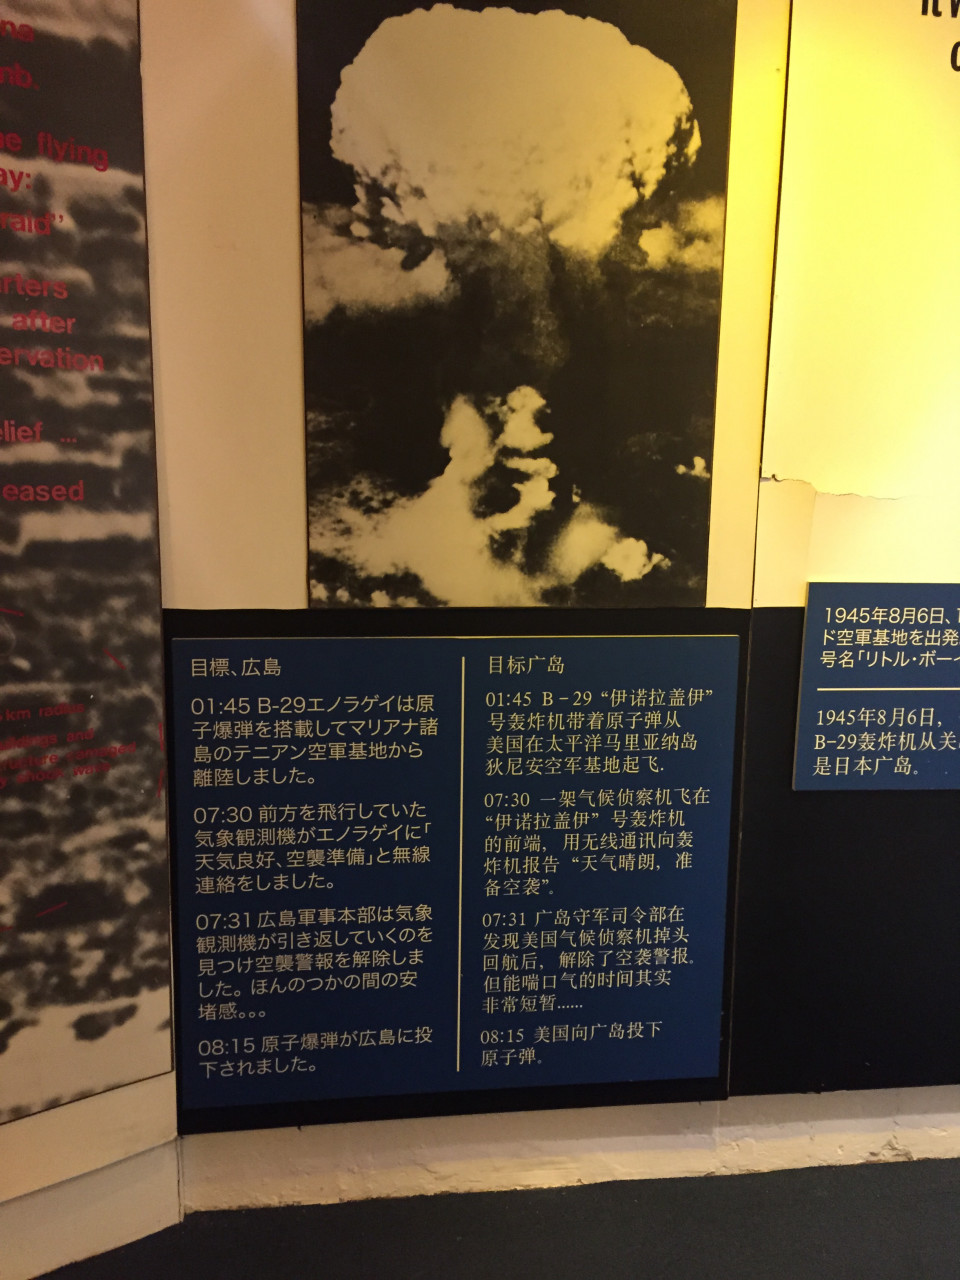 mb.
flying
ay:
raid"
after
...
eased
km radius
and
目標、広島
01:45 B-29エノラゲイは原
子爆弾を搭載してマリアナ諸
島のテニアン空軍基地から
離陸しました。
07:30 前方を飛行していた
気象観測機がエノラゲイに「
天気良好、空襲準備」と無線
連絡をしました。
07:31 広島軍事本部は気象
観測機が引き返していくのを
見つけ空襲警報を解除しま
した。ほんのつかの間の安
堵感。。。
08:15 原子爆弾が広島に投
下されました。
目标广岛
01:45 B-29 “伊诺拉盖伊”
号轰炸机带着原子弹从
美国在太平洋马里亚纳岛
狄尼安空军基地起飞.
07:30 一架气候侦察机飞在
“伊诺拉盖伊” 号轰炸机
的前端, 用无线通讯向轰
炸机报告 “天气晴朗, 准
备空袭”。
07:31 广岛守军司令部在
发现美国气候侦察机掉头
回航后, 解除了空袭警报。
但能喘口气的时间其实
非常短暂......
08:15 美国向广岛投下
原子弹。
1945年8月6日、
ド空軍基地を出発
号名「リトル・ボー
1945年8月6日,
B-29轰炸机从关
是日本广岛。